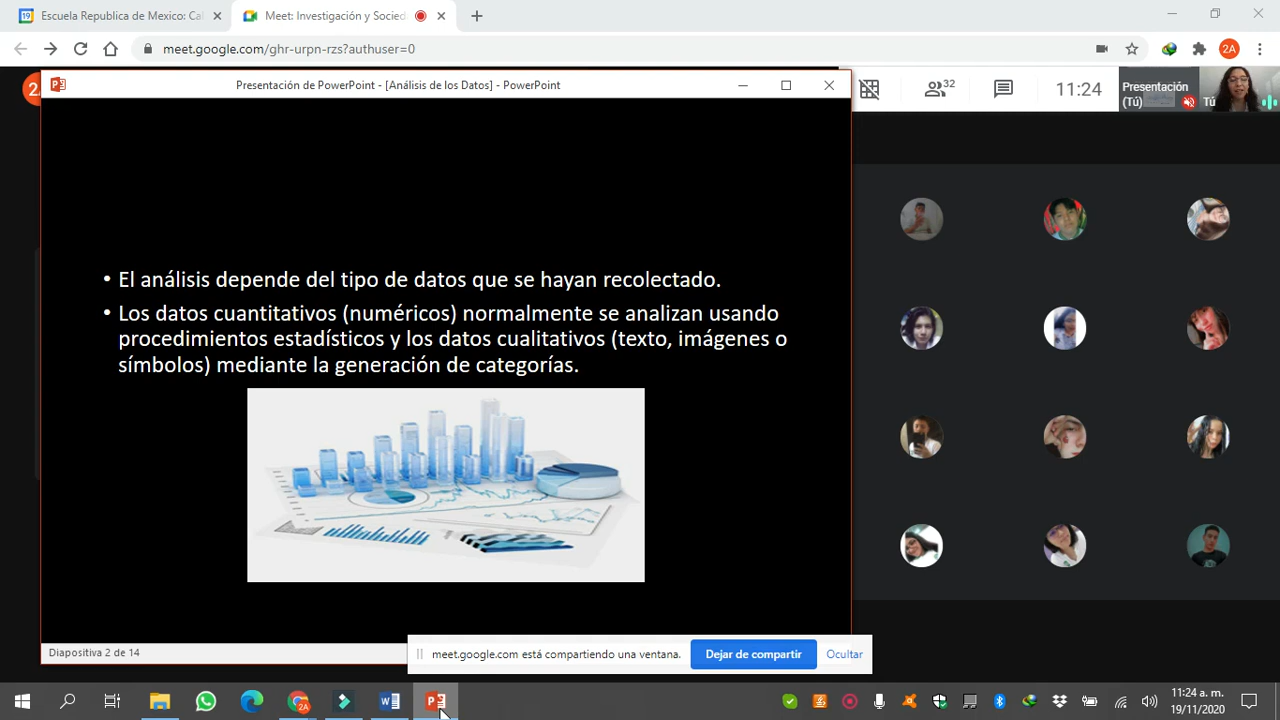 Escuela Republica de Mexico: Cal
Meet: Investigación y Socied
meet.google.com/ghr-urpn-rzs?authuser=0
2A
Presentación de PowerPoint - [Análisis de los Datos] - PowerPoint
32
11:24
Presentación
(Tú)
Tú
• El análisis depende del tipo de datos que se hayan recolectado.
• Los datos cuantitativos (numéricos) normalmente se analizan usando
procedimientos estadísticos y los datos cualitativos (texto, imágenes o
símbolos) mediante la generación de categorías.
Diapositiva 2 de 14
meet.google.com está compartiendo una ventana.
Dejar de compartir
Ocultar
11:24 a. m.
19/11/2020